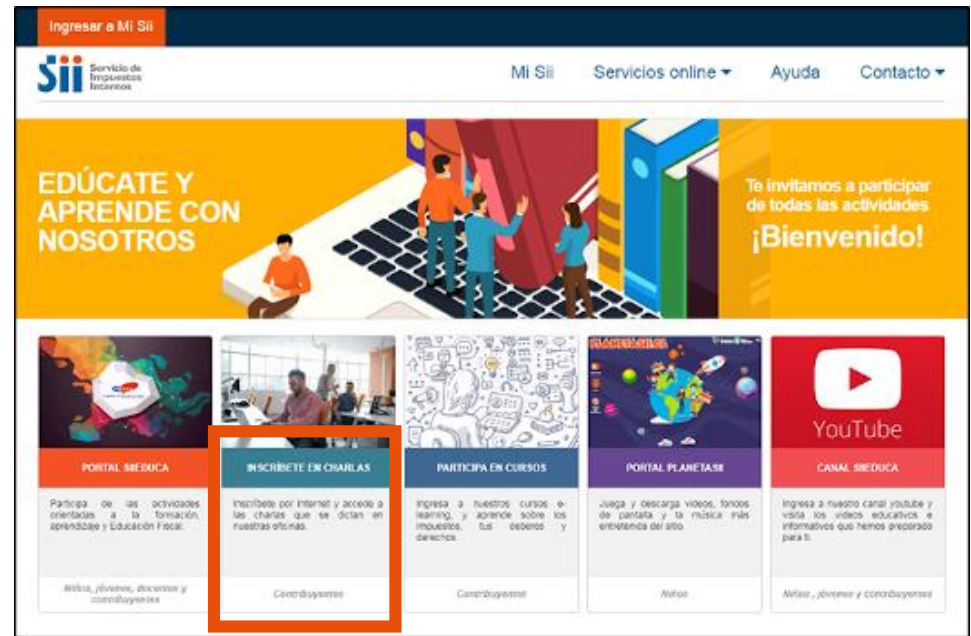 Ingresar a Mi Sii
Sii
Servicio de
Impuestos
Internos
Mi Sii
Servicios online
Ayuda
Contacto
EDÚCATE Y
APRENDE CON
NOSOTROS
Te invitamos a participar
de todas las actividades
¡Bienvenido!
PLANETASII.CL
YouTube
PORTAL SIIEDUCA
INSCRÍBETE EN CHARLAS
PARTICIPA EN CURSOS
PORTAL PLANETASII
CANAL SIIEDUCA
Participa de las actividades
orientadas a la formación,
aprendizaje y Educación Fiscal.
Inscríbete por Internet y accede a
las charlas que se dictan en
nuestras oficinas.
Ingresa a nuestros cursos e-
learning, y aprende sobre los
impuestos, tus deberes y
derechos.
Juega y descarga videos, fondos
de pantalla y la música más
entretenida del sitio.
Ingresa a nuestro canal youtube y
visita los videos educativos e
informativos que hemos preparado
para ti.
Niños, jóvenes, docentes y
contribuyentes
Contribuyentes
Contribuyentes
Niños
Niños, jóvenes y contribuyentes